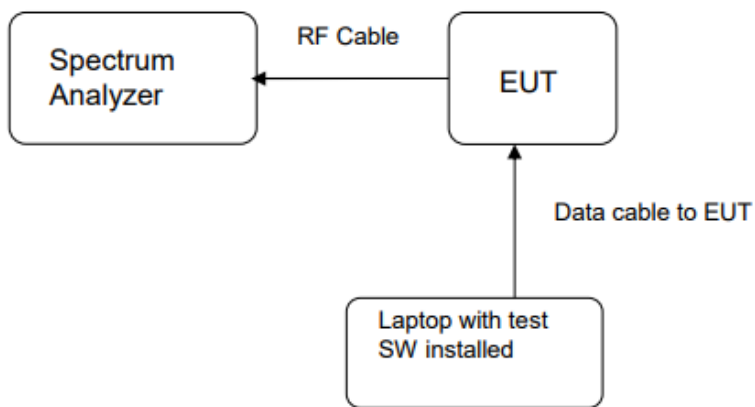 RF Cable
Spectrum
Analyzer
EUT
Data cable to EUT
Laptop with test
SW installed